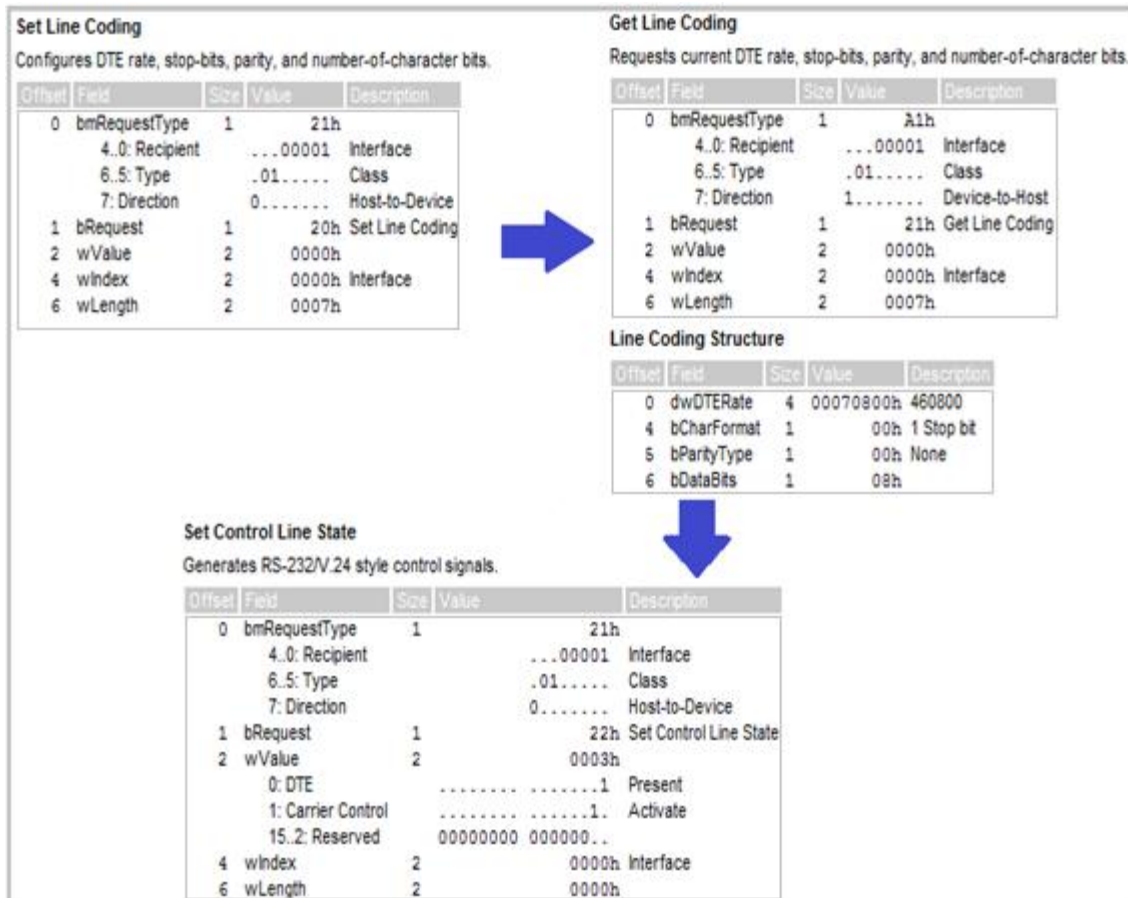 Set Line Coding
Configures DTE rate, stop-bits, parity, and number-of-character bits.
Offset Field Size Value Description
0 bmRequestType 1 21h
4..0: Recipient ...00001 Interface
6..5: Type .01..... Class
7: Direction 0....... Host-to-Device
1 bRequest 1 20h Set Line Coding
2 wValue 2 0000h
4 wIndex 2 0000h Interface
6 wLength 2 0007h
Get Line Coding
Requests current DTE rate, stop-bits, parity, and number-of-character bits.
Offset Field Size Value Description
0 bmRequestType 1 A1h
4..0: Recipient ...00001 Interface
6..5: Type .01..... Class
7: Direction 1....... Device-to-Host
1 bRequest 1 21h Get Line Coding
2 wValue 2 0000h
4 wIndex 2 0000h Interface
6 wLength 2 0007h
Line Coding Structure
Offset Field Size Value Description
0 dwDTERate 4 00070800h 460800
4 bCharFormat 1 00h 1 Stop bit
5 bParityType 1 00h None
6 bDataBits 1 08h
Set Control Line State
Generates RS-232/V.24 style control signals.
Offset Field Size Value Description
0 bmRequestType 1 21h
4..0: Recipient ...00001 Interface
6..5: Type .01..... Class
7: Direction 0....... Host-to-Device
1 bRequest 1 22h Set Control Line State
2 wValue 2 0003h
0: DTE ........ .......1 Present
1: Carrier Control ........ ......1. Activate
15..2: Reserved 00000000 000000..
4 wIndex 2 0000h Interface
6 wLength 2 0000h